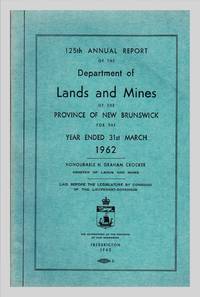 125th ANNUAL REPORT
OF THE
Department of
Lands and Mines
OF THE
PROVINCE OF NEW BRUNSWICK
FOR THE
YEAR ENDED 31st MARCH
1962
HONOURABLE H. GRAHAM CROCKER
MINISTER OF LANDS AND MINES
LAID BEFORE THE LEGISLATURE BY COMMAND
OF THE LIEUTENANT-GOVERNOR
FREDERICTON
1962